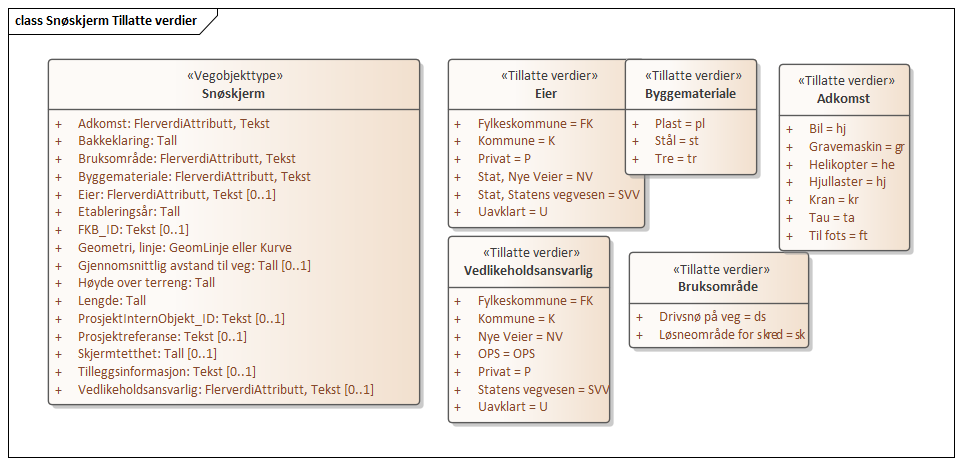 class Snøskjerm Tillatte verdier
«Vegobjekttype»
Snøskjerm
+ Adkomst: FlerverdiAttributt, Tekst
+ Bakkeklaring: Tall
+ Bruksområde: FlerverdiAttributt, Tekst
+ Byggemateriale: FlerverdiAttributt, Tekst
+ Eier: FlerverdiAttributt, Tekst [0..1]
+ Etableringsår: Tall
+ FKB_ID: Tekst [0..1]
+ Geometri, linje: GeomLinje eller Kurve
+ Gjennomsnittlig avstand til veg: Tall [0..1]
+ Høyde over terreng: Tall
+ Lengde: Tall
+ ProsjektInternObjekt_ID: Tekst [0..1]
+ Prosjektreferanse: Tekst [0..1]
+ Skjermtetthet: Tall [0..1]
+ Tilleggsinformasjon: Tekst [0..1]
+ Vedlikeholdsansvarlig: FlerverdiAttributt, Tekst [0..1]
«Tillatte verdier»
Eier
+ Fylkeskommune = FK
+ Kommune = K
+ Privat = P
+ Stat, Nye Veier = NV
+ Stat, Statens vegvesen = SVV
+ Uavklart = U
«Tillatte verdier»
Byggemateriale
+ Plast = pl
+ Stål = st
+ Tre = tr
«Tillatte verdier»
Adkomst
+ Bil = hj
+ Gravemaskin = gr
+ Helikopter = he
+ Hjullaster = hj
+ Kran = kr
+ Tau = ta
+ Til fots = ft
«Tillatte verdier»
Vedlikeholdsansvarlig
+ Fylkeskommune = FK
+ Kommune = K
+ Nye Veier = NV
+ OPS = OPS
+ Privat = P
+ Statens vegvesen = SVV
+ Uavklart = U
«Tillatte verdier»
Bruksområde
+ Drivsnø på veg = ds
+ Løsneområde for skred = sk